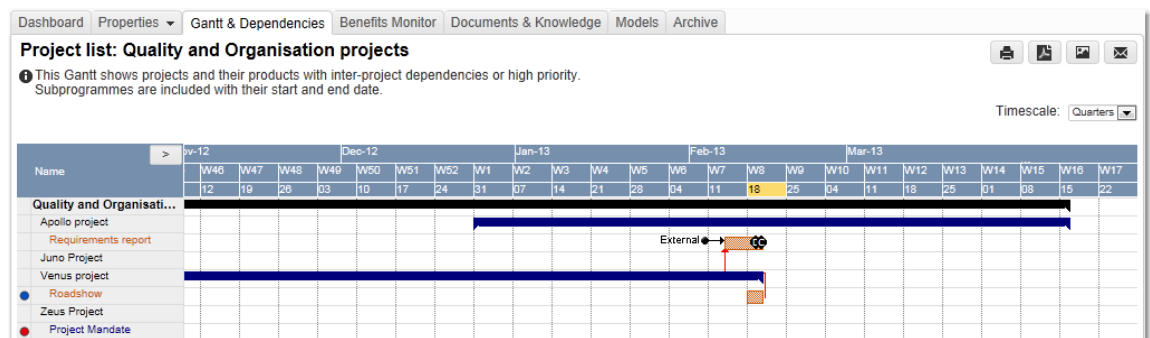 Dashboard Properties Gantt & Dependencies Benefits Monitor Documents & Knowledge Models Archive
Project list: Quality and Organisation projects
This Gantt shows projects and their products with inter-project dependencies or high priority.
Subprogrammes are included with their start and end date.
Timescale: Quarters
> ov-12 Dec-12 Jan-13 Feb-13 Mar-13 ...
Name W46 W47 W48 W49 W50 W51 W52 W1 W2 W3 W4 W5 W6 W7 W8 W9 W10 W11 W12 W13 W14 W15 W16 W17
12 19 26 03 10 17 24 31 07 14 21 28 04 11 18 25 04 11 18 25 01 08 15 22
Quality and Organisati...
Apollo project
Requirements report External CC
Juno Project
Venus project
Roadshow
Zeus Project
Project Mandate